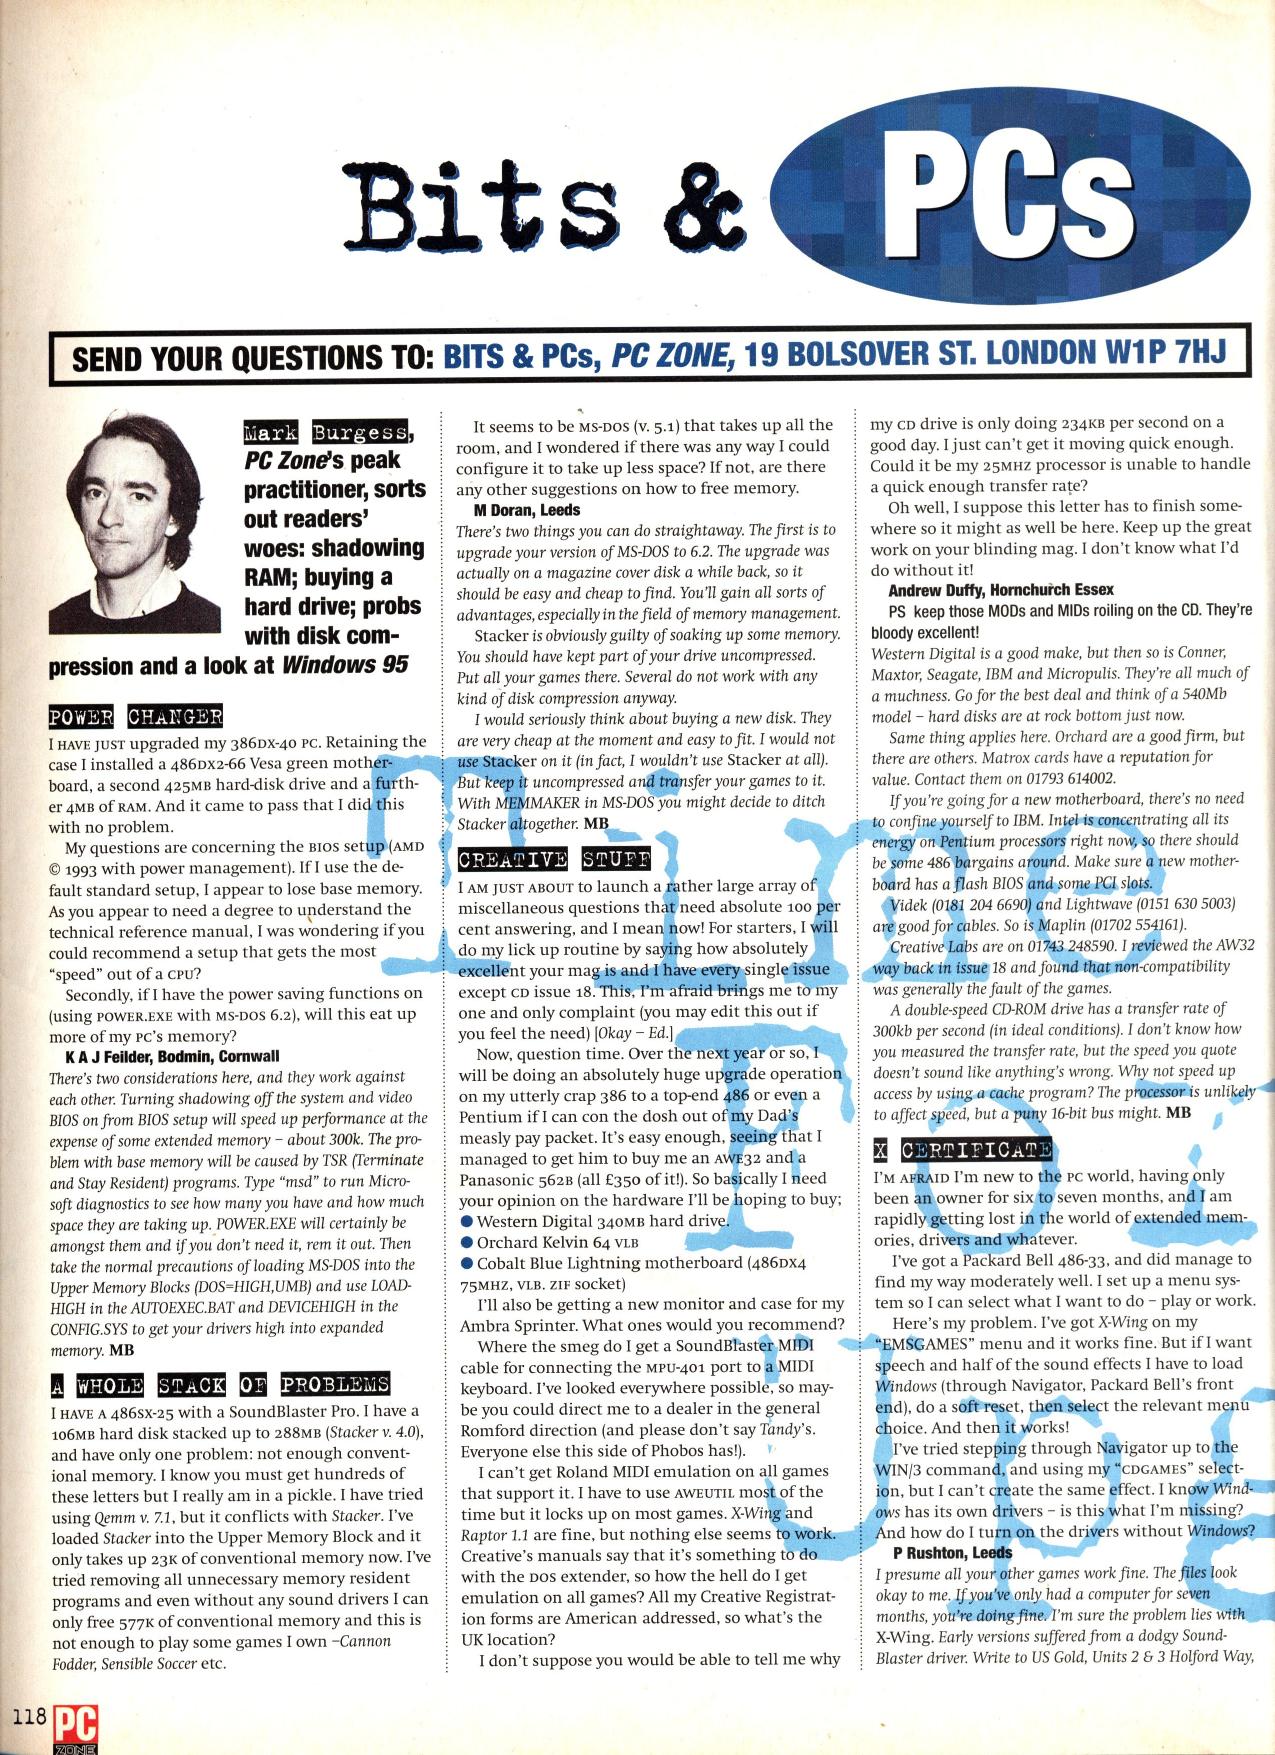 Bits & PCs
SEND YOUR QUESTIONS TO: BITS & PCs, PC ZONE, 19 BOLSOVER ST. LONDON W1P 7HJ
Mark Burgess,
PC Zone's peak
practitioner, sorts
out readers'
woes: shadowing
RAM; buying a
hard drive; probs
with disk com-
pression and a look at Windows 95
POWER CHANGER
I HAVE JUST upgraded my 386DX-40 PC. Retaining the
case I installed a 486DX2-66 Vesa green mother-
board, a second 425MB hard-disk drive and a furth-
er 4MB of RAM. And it came to pass that I did this
with no problem.
My questions are concerning the BIOS setup (AMD
© 1993 with power management). If I use the de-
fault standard setup, I appear to lose base memory.
As you appear to need a degree to understand the
technical reference manual, I was wondering if you
could recommend a setup that gets the most
"speed" out of a CPU?
Secondly, if I have the power saving functions on
(using POWER.EXE with MS-DOS 6.2), will this eat up
more of my PC's memory?
K A J Feilder, Bodmin, Cornwall
There's two considerations here, and they work against
each other. Turning shadowing off the system and video
BIOS on from BIOS setup will speed up performance at the
expense of some extended memory – about 300k. The pro-
blem with base memory will be caused by TSR (Terminate
and Stay Resident) programs. Type "msd" to run Micro-
soft diagnostics to see how many you have and how much
space they are taking up. POWER.EXE will certainly be
amongst them and if you don't need it, rem it out. Then
take the normal precautions of loading MS-DOS into the
Upper Memory Blocks (DOS=HIGH,UMB) and use LOAD-
HIGH in the AUTOEXEC.BAT and DEVICEHIGH in the
CONFIG.SYS to get your drivers high into expanded
memory. MB
A WHOLE STACK OF PROBLEMS
I HAVE A 486SX-25 with a SoundBlaster Pro. I have a
106MB hard disk stacked up to 288MB (Stacker v. 4.0),
and have only one problem: not enough convent-
ional memory. I know you must get hundreds of
these letters but I really am in a pickle. I have tried
using Qemm v. 7.1, but it conflicts with Stacker. I've
loaded Stacker into the Upper Memory Block and it
only takes up 23K of conventional memory now. I've
tried removing all unnecessary memory resident
programs and even without any sound drivers I can
only free 577K of conventional memory and this is
not enough to play some games I own –Cannon
Fodder, Sensible Soccer etc.
It seems to be MS-DOS (v. 5.1) that takes up all the
room, and I wondered if there was any way I could
configure it to take up less space? If not, are there
any other suggestions on how to free memory.
M Doran, Leeds
There's two things you can do straightaway. The first is to
upgrade your version of MS-DOS to 6.2. The upgrade was
actually on a magazine cover disk a while back, so it
should be easy and cheap to find. You'll gain all sorts of
advantages, especially in the field of memory management.
Stacker is obviously guilty of soaking up some memory.
You should have kept part of your drive uncompressed.
Put all your games there. Several do not work with any
kind of disk compression anyway.
I would seriously think about buying a new disk. They
are very cheap at the moment and easy to fit. I would not
use Stacker on it (in fact, I wouldn't use Stacker at all).
But keep it uncompressed and transfer your games to it.
With MEMMAKER in MS-DOS you might decide to ditch
Stacker altogether. MB
CREATIVE STUFF
I AM JUST ABOUT to launch a rather large array of
miscellaneous questions that need absolute 100 per
cent answering, and I mean now! For starters, I will
do my lick up routine by saying how absolutely
excellent your mag is and I have every single issue
except CD issue 18. This, I'm afraid brings me to my
one and only complaint (you may edit this out if
you feel the need) [Okay – Ed.]
Now, question time. Over the next year or so, I
will be doing an absolutely huge upgrade operation
on my utterly crap 386 to a top-end 486 or even a
Pentium if I can con the dosh out of my Dad's
measly pay packet. It's easy enough, seeing that I
managed to get him to buy me an AWE32 and a
Panasonic 562B (all £350 of it!). So basically I need
your opinion on the hardware I'll be hoping to buy;
● Western Digital 340MB hard drive.
● Orchard Kelvin 64 VLB
● Cobalt Blue Lightning motherboard (486DX4
75MHZ, VLB. ZIF socket)
I'll also be getting a new monitor and case for my
Ambra Sprinter. What ones would you recommend?
Where the smeg do I get a SoundBlaster MIDI
cable for connecting the MPU-401 port to a MIDI
keyboard. I've looked everywhere possible, so may-
be you could direct me to a dealer in the general
Romford direction (and please don't say Tandy's.
Everyone else this side of Phobos has!).
I can't get Roland MIDI emulation on all games
that support it. I have to use AWEUTIL most of the
time but it locks up on most games. X-Wing and
Raptor 1.1 are fine, but nothing else seems to work.
Creative's manuals say that it's something to do
with the DOS extender, so how the hell do I get
emulation on all games? All my Creative Registrat-
ion forms are American addressed, so what's the
UK location?
I don't suppose you would be able to tell me why
my CD drive is only doing 234KB per second on a
good day. I just can't get it moving quick enough.
Could it be my 25MHZ processor is unable to handle
a quick enough transfer rate?
Oh well, I suppose this letter has to finish some-
where so it might as well be here. Keep up the great
work on your blinding mag. I don't know what I'd
do without it!
Andrew Duffy, Hornchurch Essex
PS keep those MODs and MIDs roiling on the CD. They're
bloody excellent!
Western Digital is a good make, but then so is Conner,
Maxtor, Seagate, IBM and Micropulis. They're all much of
a muchness. Go for the best deal and think of a 540Mb
model – hard disks are at rock bottom just now.
Same thing applies here. Orchard are a good firm, but
there are others. Matrox cards have a reputation for
value. Contact them on 01793 614002.
If you're going for a new motherboard, there's no need
to confine yourself to IBM. Intel is concentrating all its
energy on Pentium processors right now, so there should
be some 486 bargains around. Make sure a new mother-
board has a flash BIOS and some PCI slots.
Videk (0181 204 6690) and Lightwave (0151 630 5003)
are good for cables. So is Maplin (01702 554161).
Creative Labs are on 01743 248590. I reviewed the AW32
way back in issue 18 and found that non-compatibility
was generally the fault of the games.
A double-speed CD-ROM drive has a transfer rate of
300kb per second (in ideal conditions). I don't know how
you measured the transfer rate, but the speed you quote
doesn't sound like anything's wrong. Why not speed up
access by using a cache program? The processor is unlikely
to affect speed, but a puny 16-bit bus might. MB
X CERTIFICATE
I'M AFRAID I'm new to the PC world, having only
been an owner for six to seven months, and I am
rapidly getting lost in the world of extended mem-
ories, drivers and whatever.
I've got a Packard Bell 486-33, and did manage to
find my way moderately well. I set up a menu sys-
tem so I can select what I want to do – play or work.
Here's my problem. I've got X-Wing on my
"EMSGAMES" menu and it works fine. But if I want
speech and half of the sound effects I have to load
Windows (through Navigator, Packard Bell's front
end), do a soft reset, then select the relevant menu
choice. And then it works!
I've tried stepping through Navigator up to the
WIN/3 command, and using my "CDGAMES" select-
ion, but I can't create the same effect. I know Wind-
ows has its own drivers – is this what I'm missing?
And how do I turn on the drivers without Windows?
P Rushton, Leeds
I presume all your other games work fine. The files look
okay to me. If you've only had a computer for seven
months, you're doing fine. I'm sure the problem lies with
X-Wing. Early versions suffered from a dodgy Sound-
Blaster driver. Write to US Gold, Units 2 & 3 Holford Way,
Time
For
Upg
118 PC
ZONE